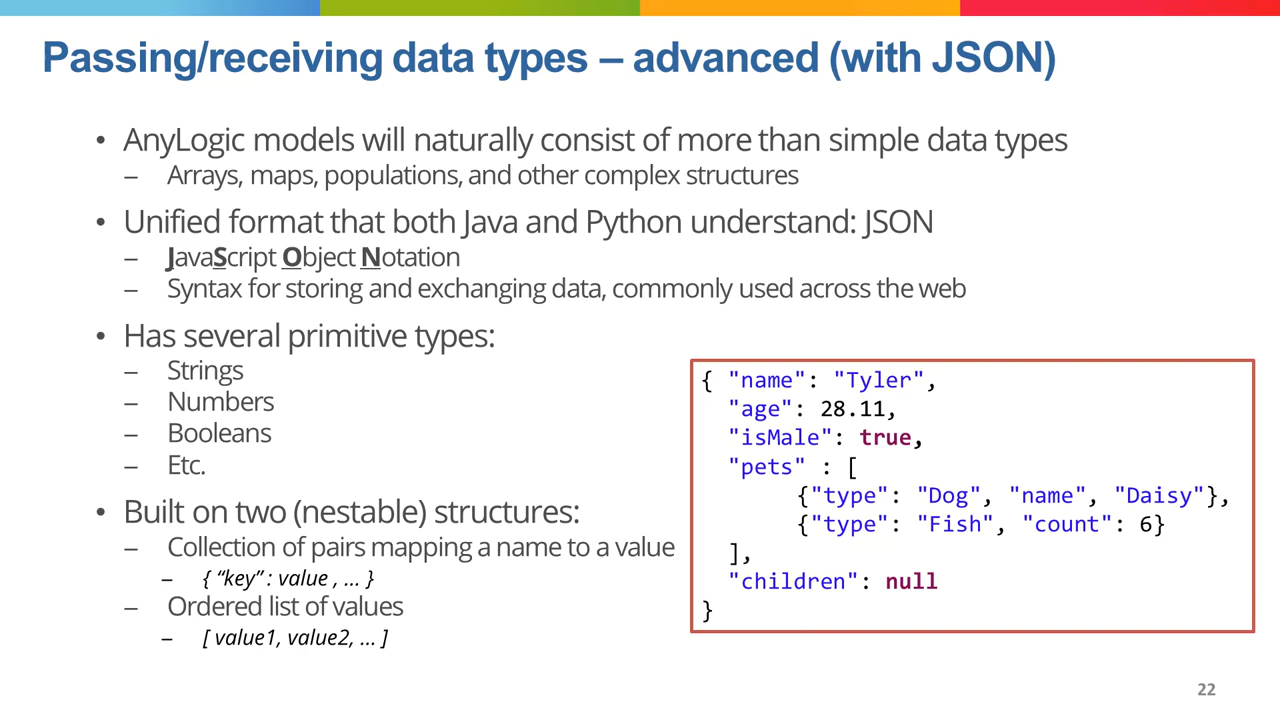 Passing/receiving data types – advanced (with JSON)
• AnyLogic models will naturally consist of more than simple data types
– Arrays, maps, populations, and other complex structures
• Unified format that both Java and Python understand: JSON
– JavaScript Object Notation
– Syntax for storing and exchanging data, commonly used across the web
• Has several primitive types:
– Strings
– Numbers
– Booleans
– Etc.
• Built on two (nestable) structures:
– Collection of pairs mapping a name to a value
– { “key” : value , … }
– Ordered list of values
– [ value1, value2, … ]
{ "name": "Tyler",
"age": 28.11,
"isMale": true,
"pets" : [
{"type": "Dog", "name", "Daisy"},
{"type": "Fish", "count": 6}
],
"children": null
}
22